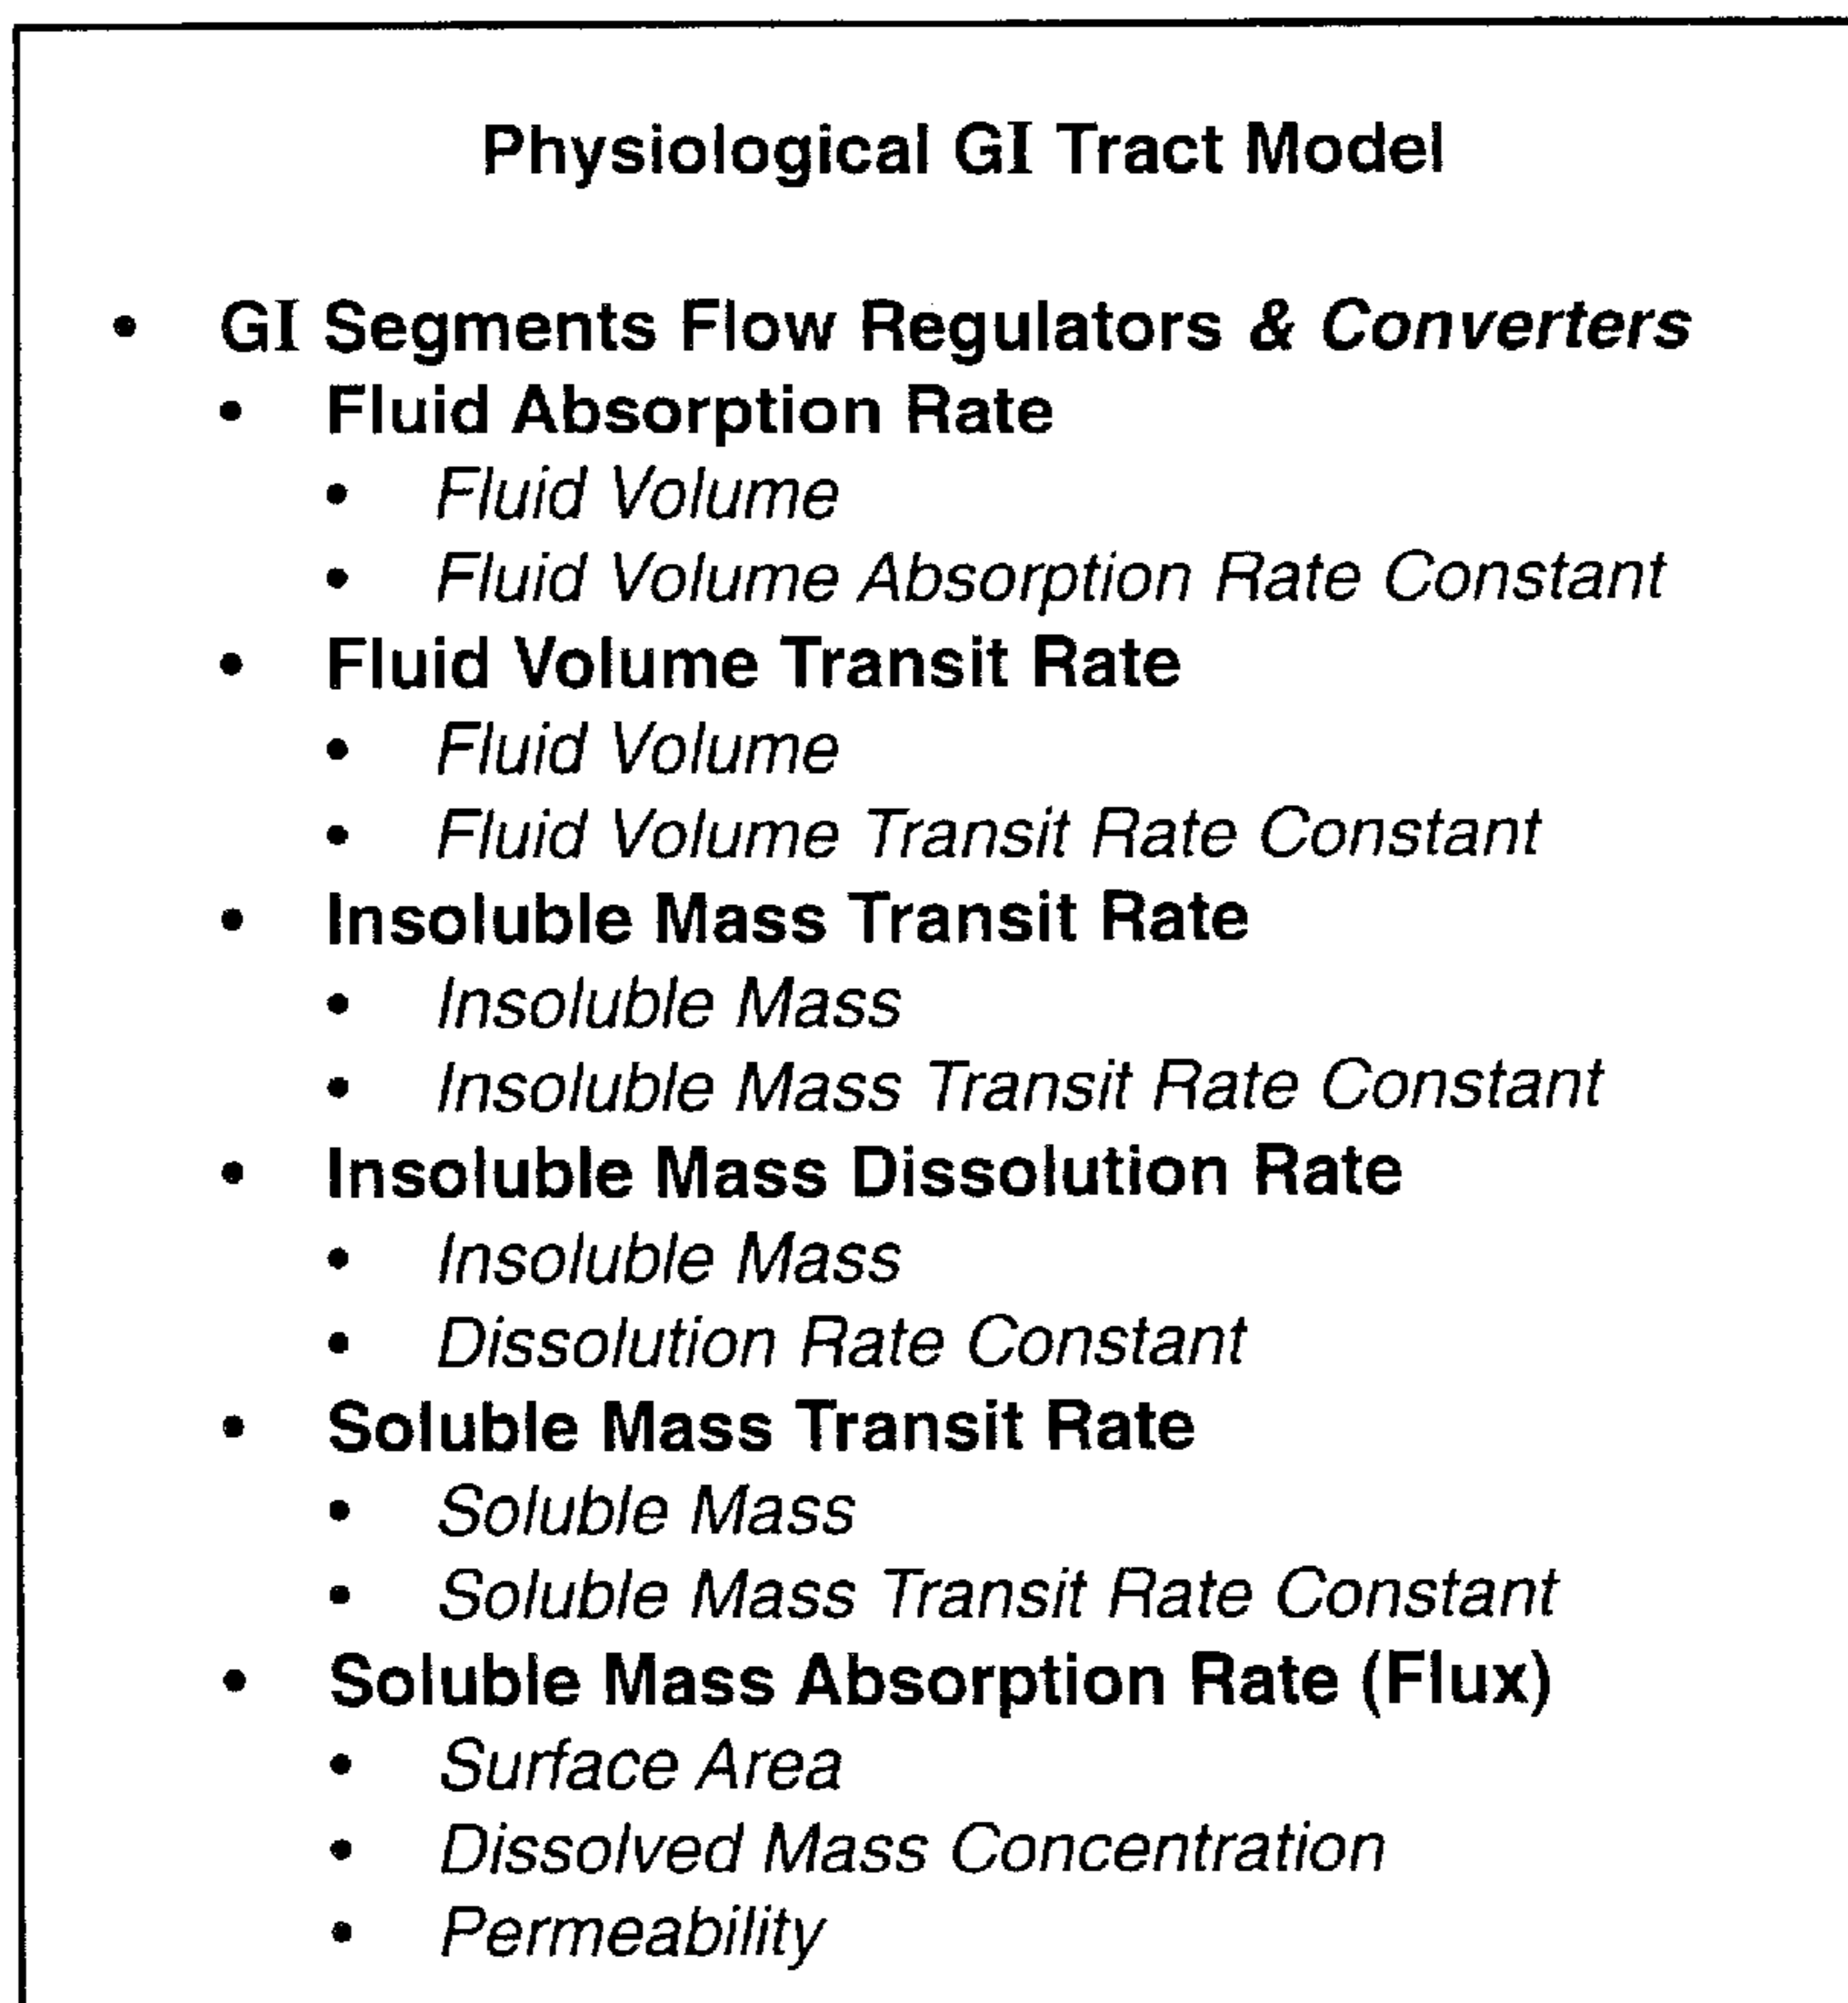 Physiological GI Tract Model
• GI Segments Flow Regulators & Converters
• Fluid Absorption Rate
• Fluid Volume
• Fluid Volume Absorption Rate Constant
• Fluid Volume Transit Rate
• Fluid Volume
• Fluid Volume Transit Rate Constant
• Insoluble Mass Transit Rate
• Insoluble Mass
• Insoluble Mass Transit Rate Constant
• Insoluble Mass Dissolution Rate
• Insoluble Mass
• Dissolution Rate Constant
• Soluble Mass Transit Rate
• Soluble Mass
• Soluble Mass Transit Rate Constant
• Soluble Mass Absorption Rate (Flux)
• Surface Area
• Dissolved Mass Concentration
• Permeability